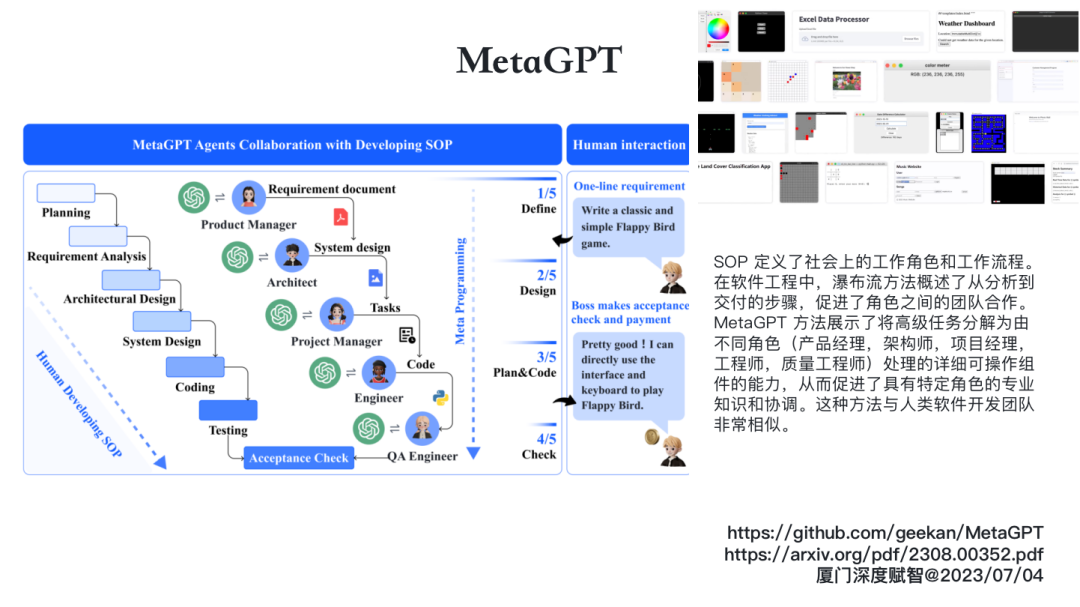 MetaGPT
MetaGPT Agents Collaboration with Developing SOP
Human interaction
Planning
Requirement Analysis
Architectural Design
System Design
Coding
Testing
Acceptance Check
Human Developing SOP
Requirement document
Product Manager
System design
Architect
Tasks
Project Manager
Code
Engineer
QA Engineer
Meta Programming
1/5
Define
2/5
Design
3/5
Plan&Code
4/5
Check
One-line requirement
Write a classic and
simple Flappy Bird
game.
Boss makes acceptance
check and payment
Pretty good！I can
directly use the
interface and
keyboard to play
Flappy Bird.
Excel Data Processor
Weather Dashboard
color meter
RGB: (236, 236, 236, 255)
Land Cover Classification App
Music Website
SOP 定义了社会上的工作角色和工作流程。
在软件工程中，瀑布流方法概述了从分析到
交付的步骤，促进了角色之间的团队合作。
MetaGPT 方法展示了将高级任务分解为由
不同角色（产品经理，架构师，项目经理，
工程师，质量工程师）处理的详细可操作组
件的能力，从而促进了具有特定角色的专业
知识和协调。这种方法与人类软件开发团队
非常相似。
https://github.com/geekan/MetaGPT
https://arxiv.org/pdf/2308.00352.pdf
厦门深度赋智@2023/07/04